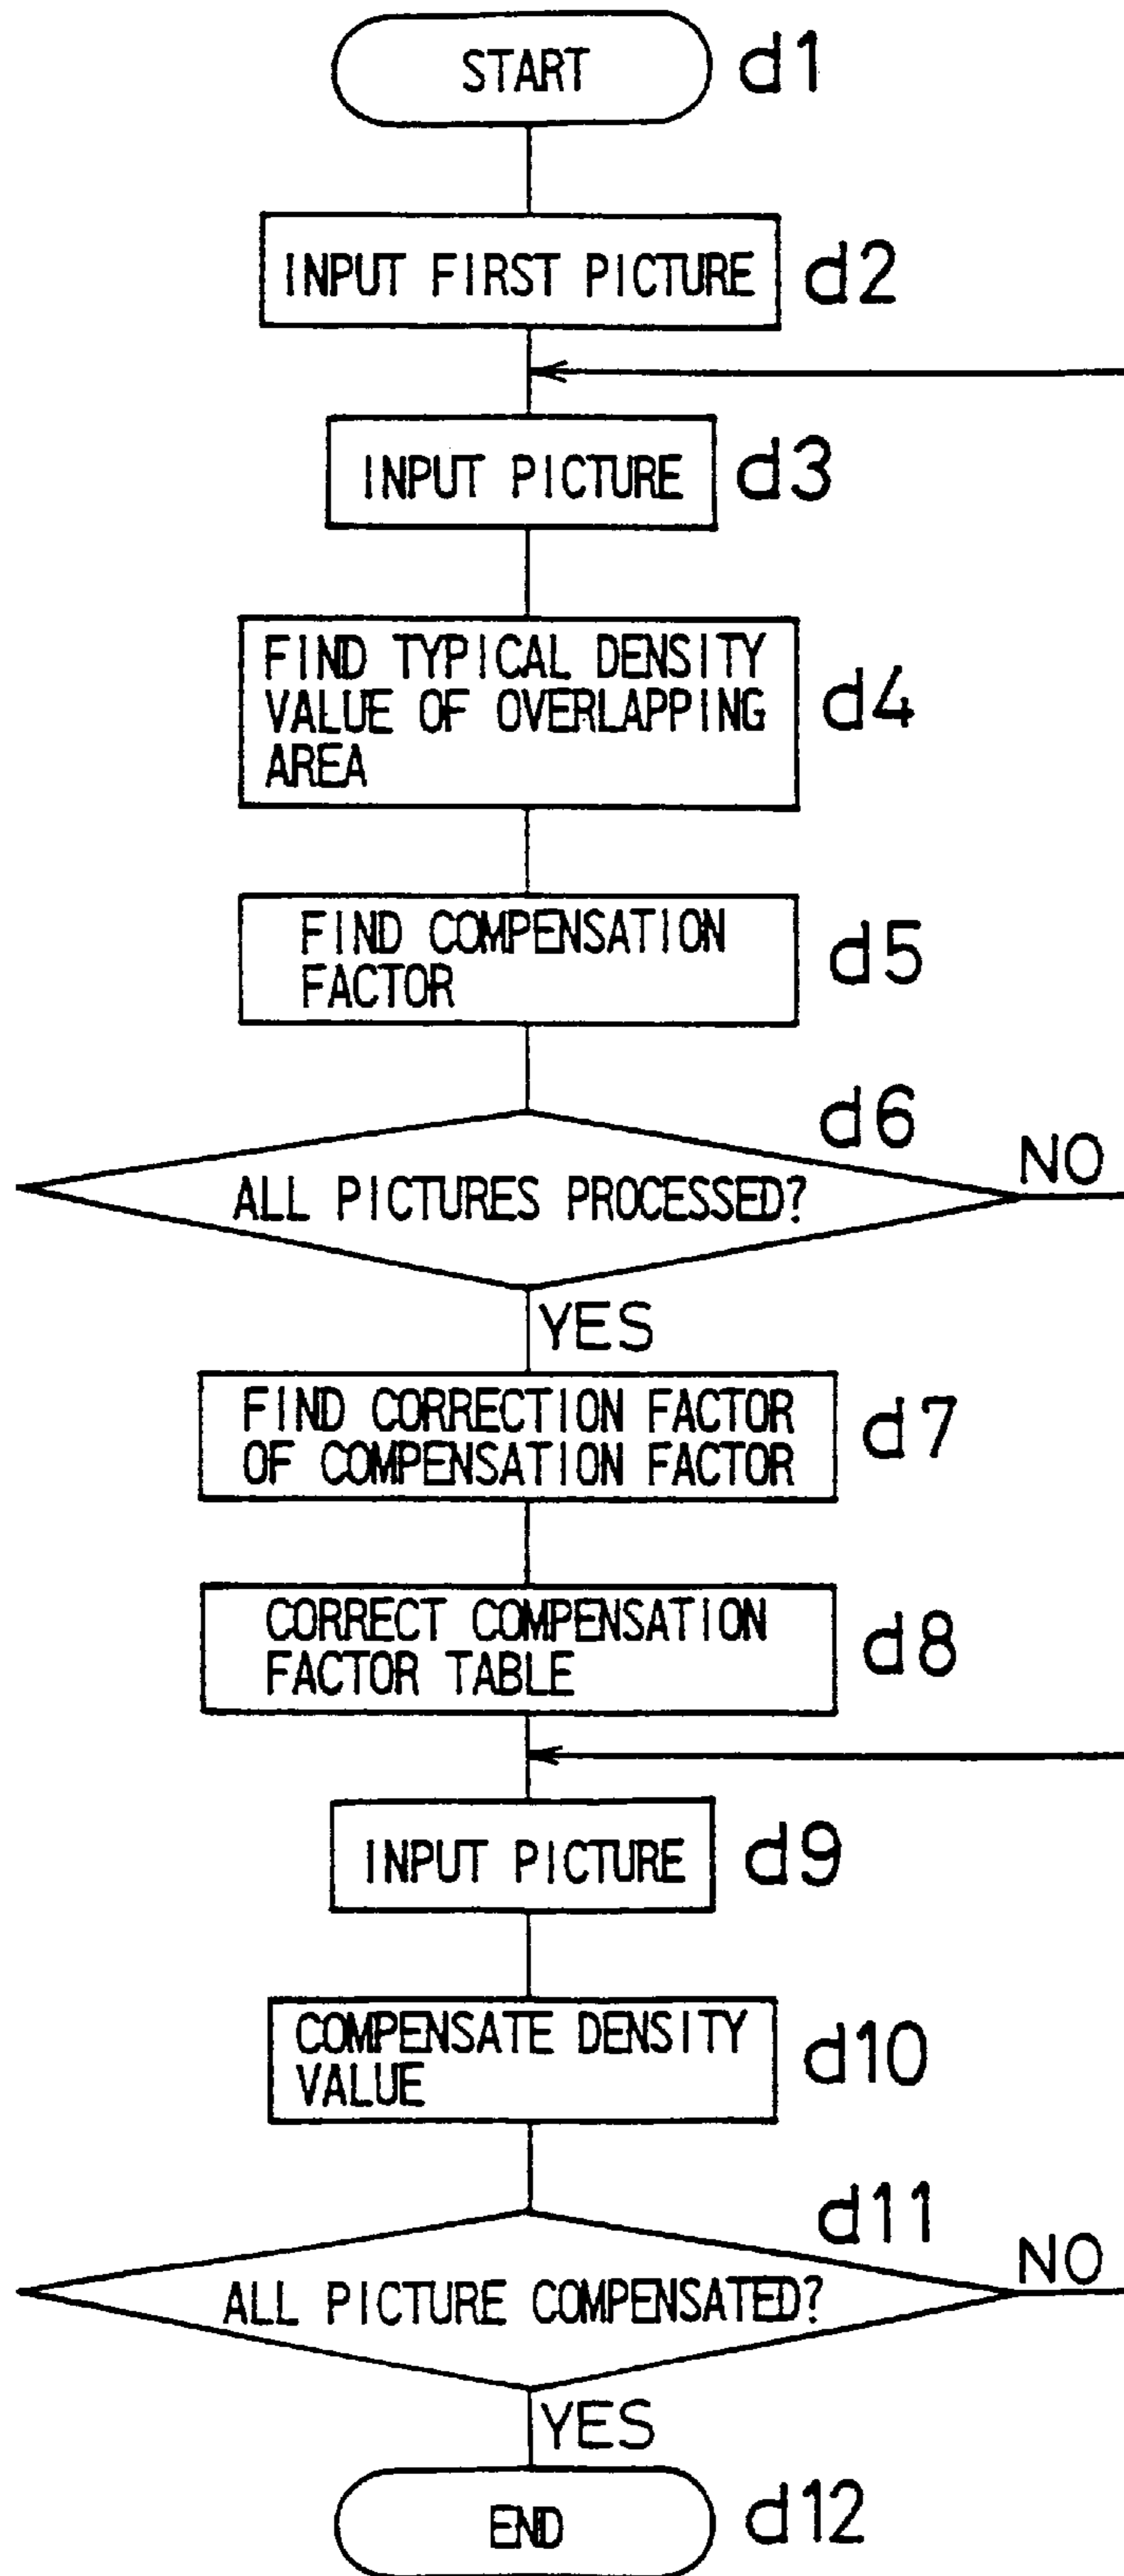 START d1
INPUT FIRST PICTURE d2
INPUT PICTURE d3
FIND TYPICAL DENSITY
VALUE OF OVERLAPPING
AREA
d4
FIND COMPENSATION
FACTOR
d5
d6
ALL PICTURES PROCESSED?
NO
YES
FIND CORRECTION FACTOR
OF COMPENSATION FACTOR
d7
CORRECT COMPENSATION
FACTOR TABLE
d8
INPUT PICTURE d9
COMPENSATE DENSITY
VALUE
d10
d11
ALL PICTURE COMPENSATED?
NO
YES
END d12